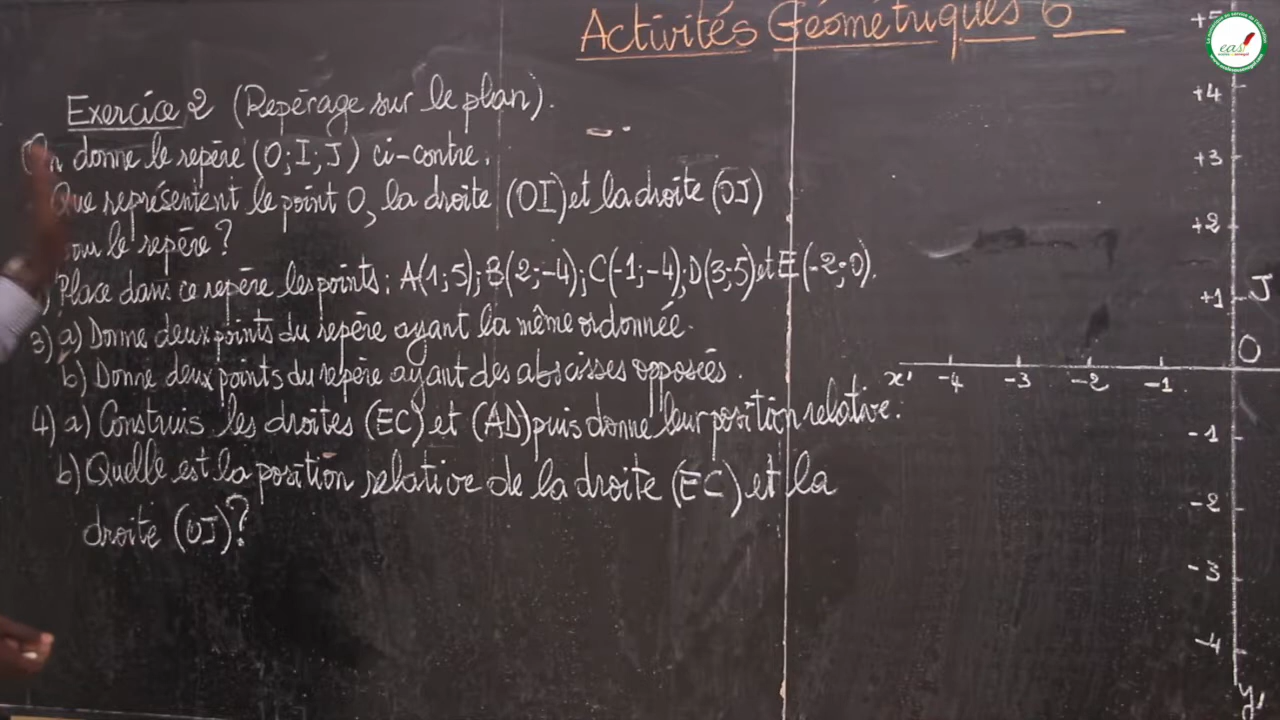 Activités Géométriques 6
Exercice 2 (Repérage sur le plan).
On donne le repère (O; I; J) ci-contre.
Que représentent le point O, la droite (OI) et la droite (OJ)
pour le repère ?
Place dans ce repère les points : A(1; 5); B(2; -4); C(-1; -4); D(3; 5) et E(-2; 0).
3) a) Donne deux points du repère ayant la même ordonnée.
b) Donne deux points du repère ayant des abscisses opposées.
4) a) Construis les droites (EC) et (AD) puis donne leur position relative.
b) Quelle est la position relative de la droite (EC) et la
droite (OJ)?
+5
+4
+3
+2
+1 J
O
x' -4 -3 -2 -1
-1
-2
-3
-4
y'
eas